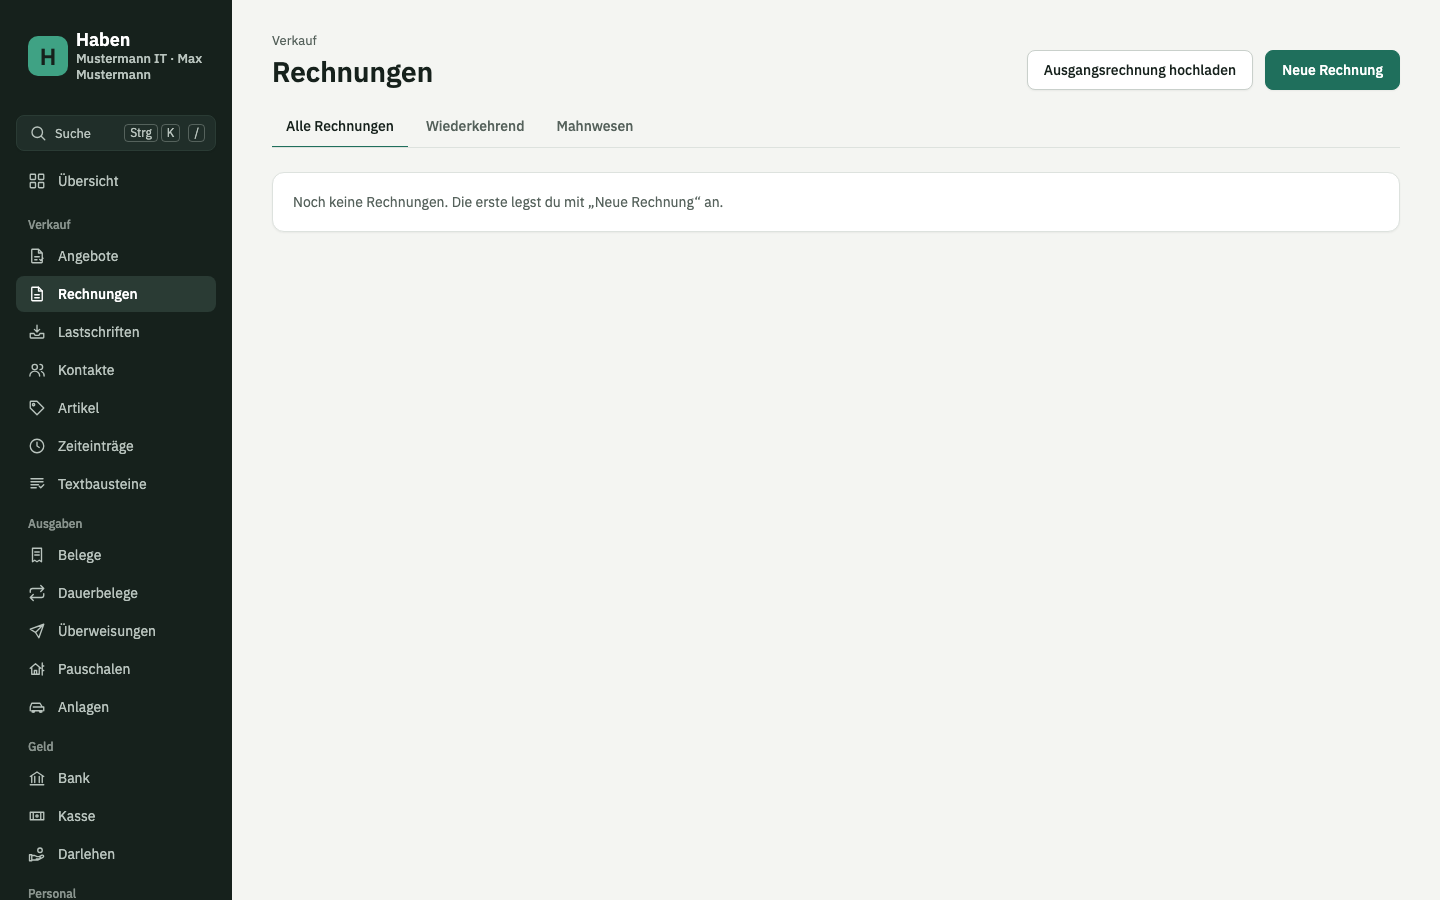 H
Haben
Mustermann IT · Max
Mustermann
Suche
Strg K /
Übersicht
Verkauf
Angebote
Rechnungen
Lastschriften
Kontakte
Artikel
Zeiteinträge
Textbausteine
Ausgaben
Belege
Dauerbelege
Überweisungen
Pauschalen
Anlagen
Geld
Bank
Kasse
Darlehen
Personal
Verkauf
Rechnungen
Ausgangsrechnung hochladen
Neue Rechnung
Alle Rechnungen
Wiederkehrend
Mahnwesen
Noch keine Rechnungen. Die erste legst du mit „Neue Rechnung“ an.